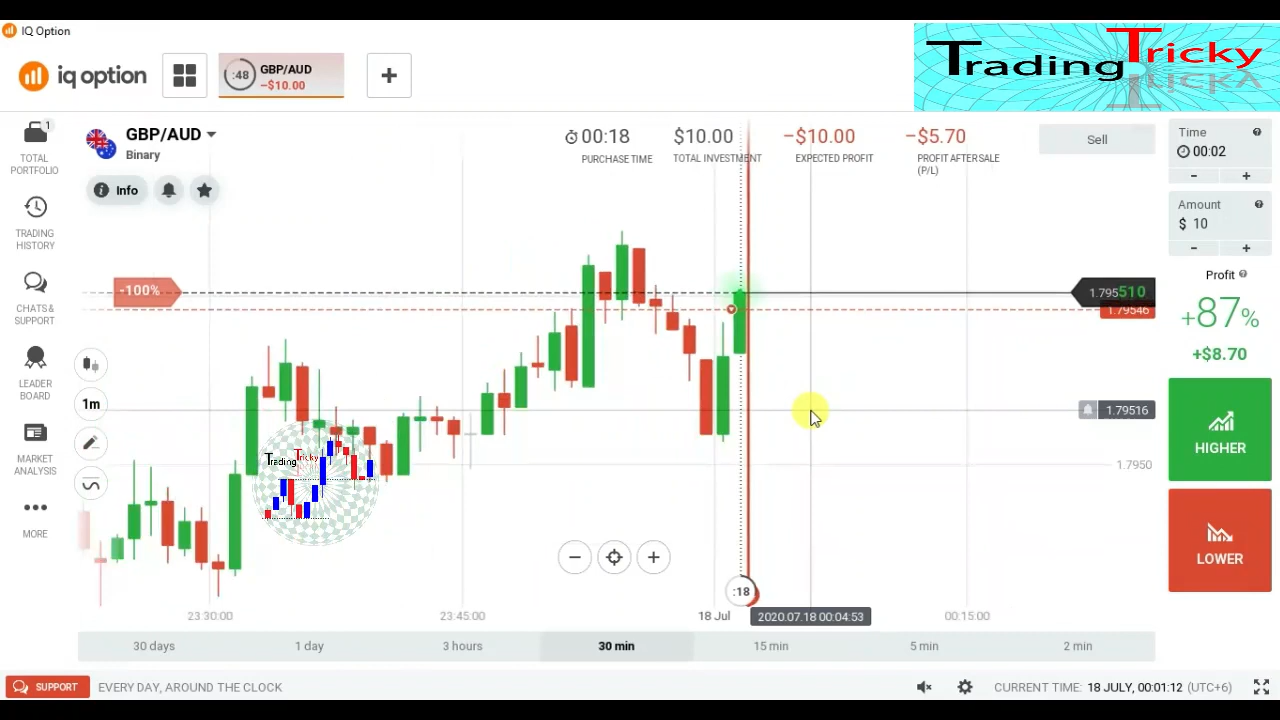 IQ Option
iq option
:48
GBP/AUD
−$10.00
+
Trading Tricky
1
TOTAL
PORTFOLIO
TRADING
HISTORY
CHATS &
SUPPORT
LEADER
BOARD
MARKET
ANALYSIS
MORE
GBP/AUD
Binary
Info
00:18
PURCHASE TIME
$10.00
TOTAL INVESTMENT
−$10.00
EXPECTED PROFIT
−$5.70
PROFIT AFTER SALE
(P/L)
Sell
-100%
1.795510
1.79546
1.79516
1.7950
1m
Trading Tricky
:18
23:30:00
23:45:00
18 Jul
2020.07.18 00:04:53
00:15:00
30 days
1 day
3 hours
30 min
15 min
5 min
2 min
Time
00:02
- +
Amount
$ 10
- +
Profit
+87%
+$8.70
HIGHER
LOWER
SUPPORT
EVERY DAY, AROUND THE CLOCK
CURRENT TIME: 18 JULY, 00:01:12 (UTC+6)